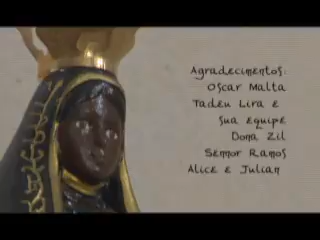 Agradecimentos:
Oscar Malta
Tadeu Lira e
sua equipe
Dona Zil
Senhor Ramos
Alice e Julian